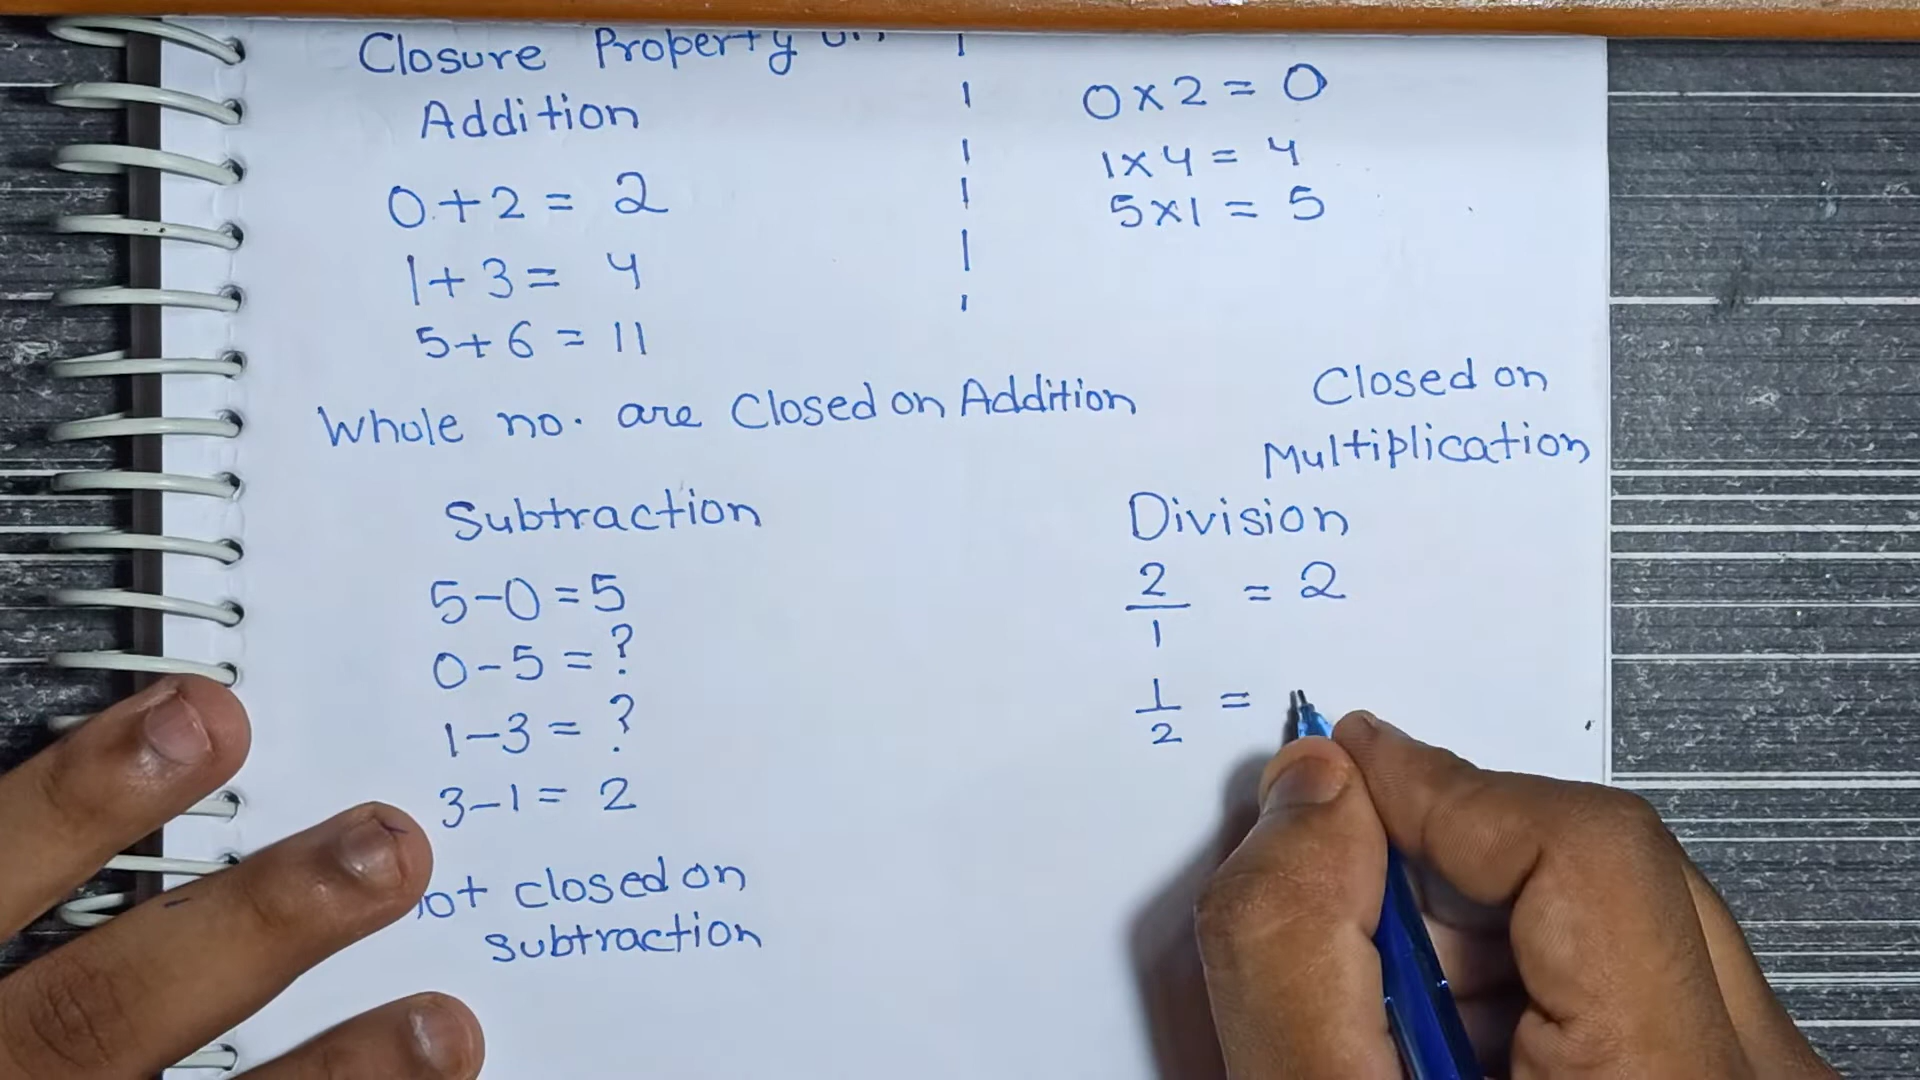 Closure Property on
Addition
0+2 = 2
1+3 = 4
5+6 = 11
0×2 = 0
1×4 = 4
5×1 = 5
Whole no. are Closed on Addition
Closed on
Multiplication
Subtraction
5-0 = 5
0-5 = ?
1-3 = ?
3-1 = 2
closed on
subtraction
Division
2/1 = 2
1/2 =